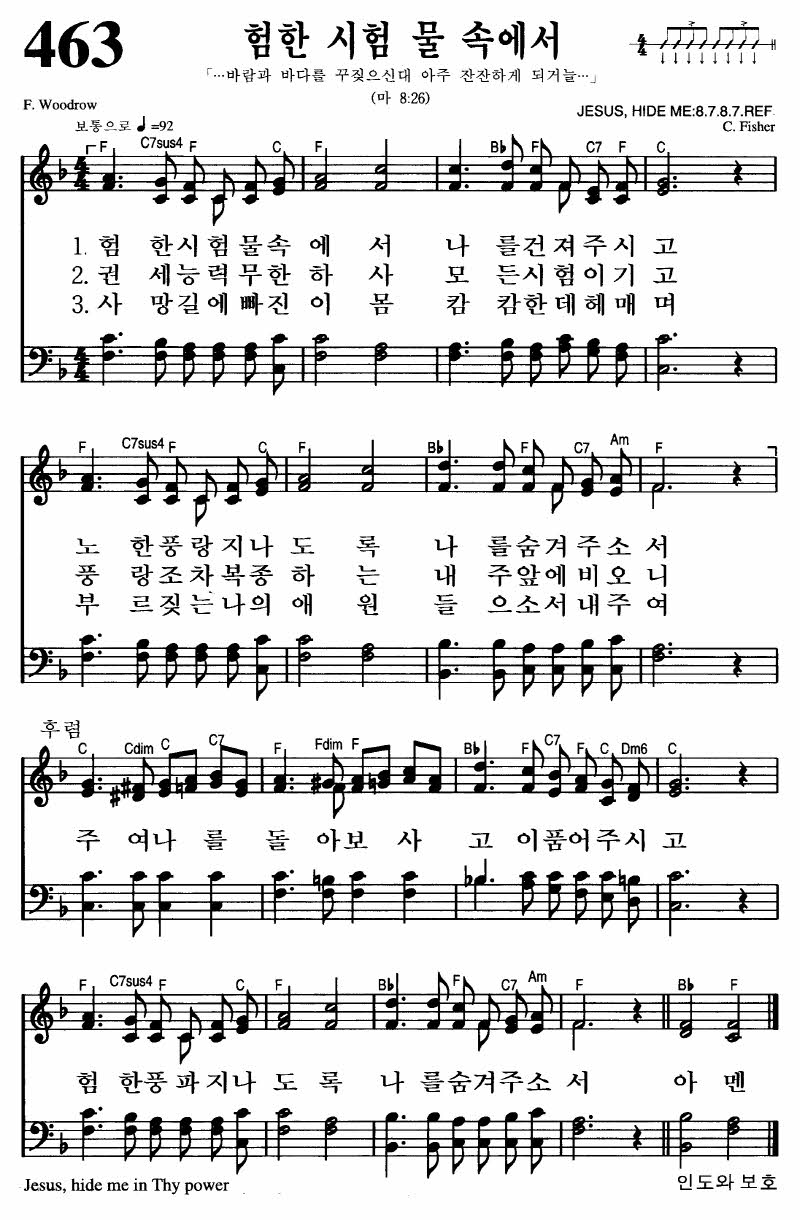 463
험한 시험 물 속에서
「…바람과 바다를 꾸짖으신대 아주 잔잔하게 되거늘…」
(마 8:26)
F. Woodrow
JESUS, HIDE ME:8.7.8.7.REF.
보통으로 ♩=92
C. Fisher
F C7sus4 F C F B♭ F C7 F C
1. 험 한시험물속 에 서 나 를건져주시 고
2. 권 세능력무한 하 사 모 든시험이기 고
3. 사 망길에빠진 이 몸 캄 캄한데헤매 며
F C7sus4 F C F B♭ F C7 Am F
노 한풍랑지나 도 록 나 를숨겨주소 서
풍 랑조차복종 하 는 내 주앞에비오 니
부 르짖는나의 애 원 들 으소서내주 여
후렴
C Cdim C C7 F Fdim F B♭ F C7 F C Dm6 C
주 여나 를 돌 아보 사 고 이품어주시 고
F C7sus4 F C F B♭ F C7 Am F B♭ F
험 한풍파지나 도 록 나 를숨겨주소 서 아 멘
Jesus, hide me in Thy power
인도와 보호